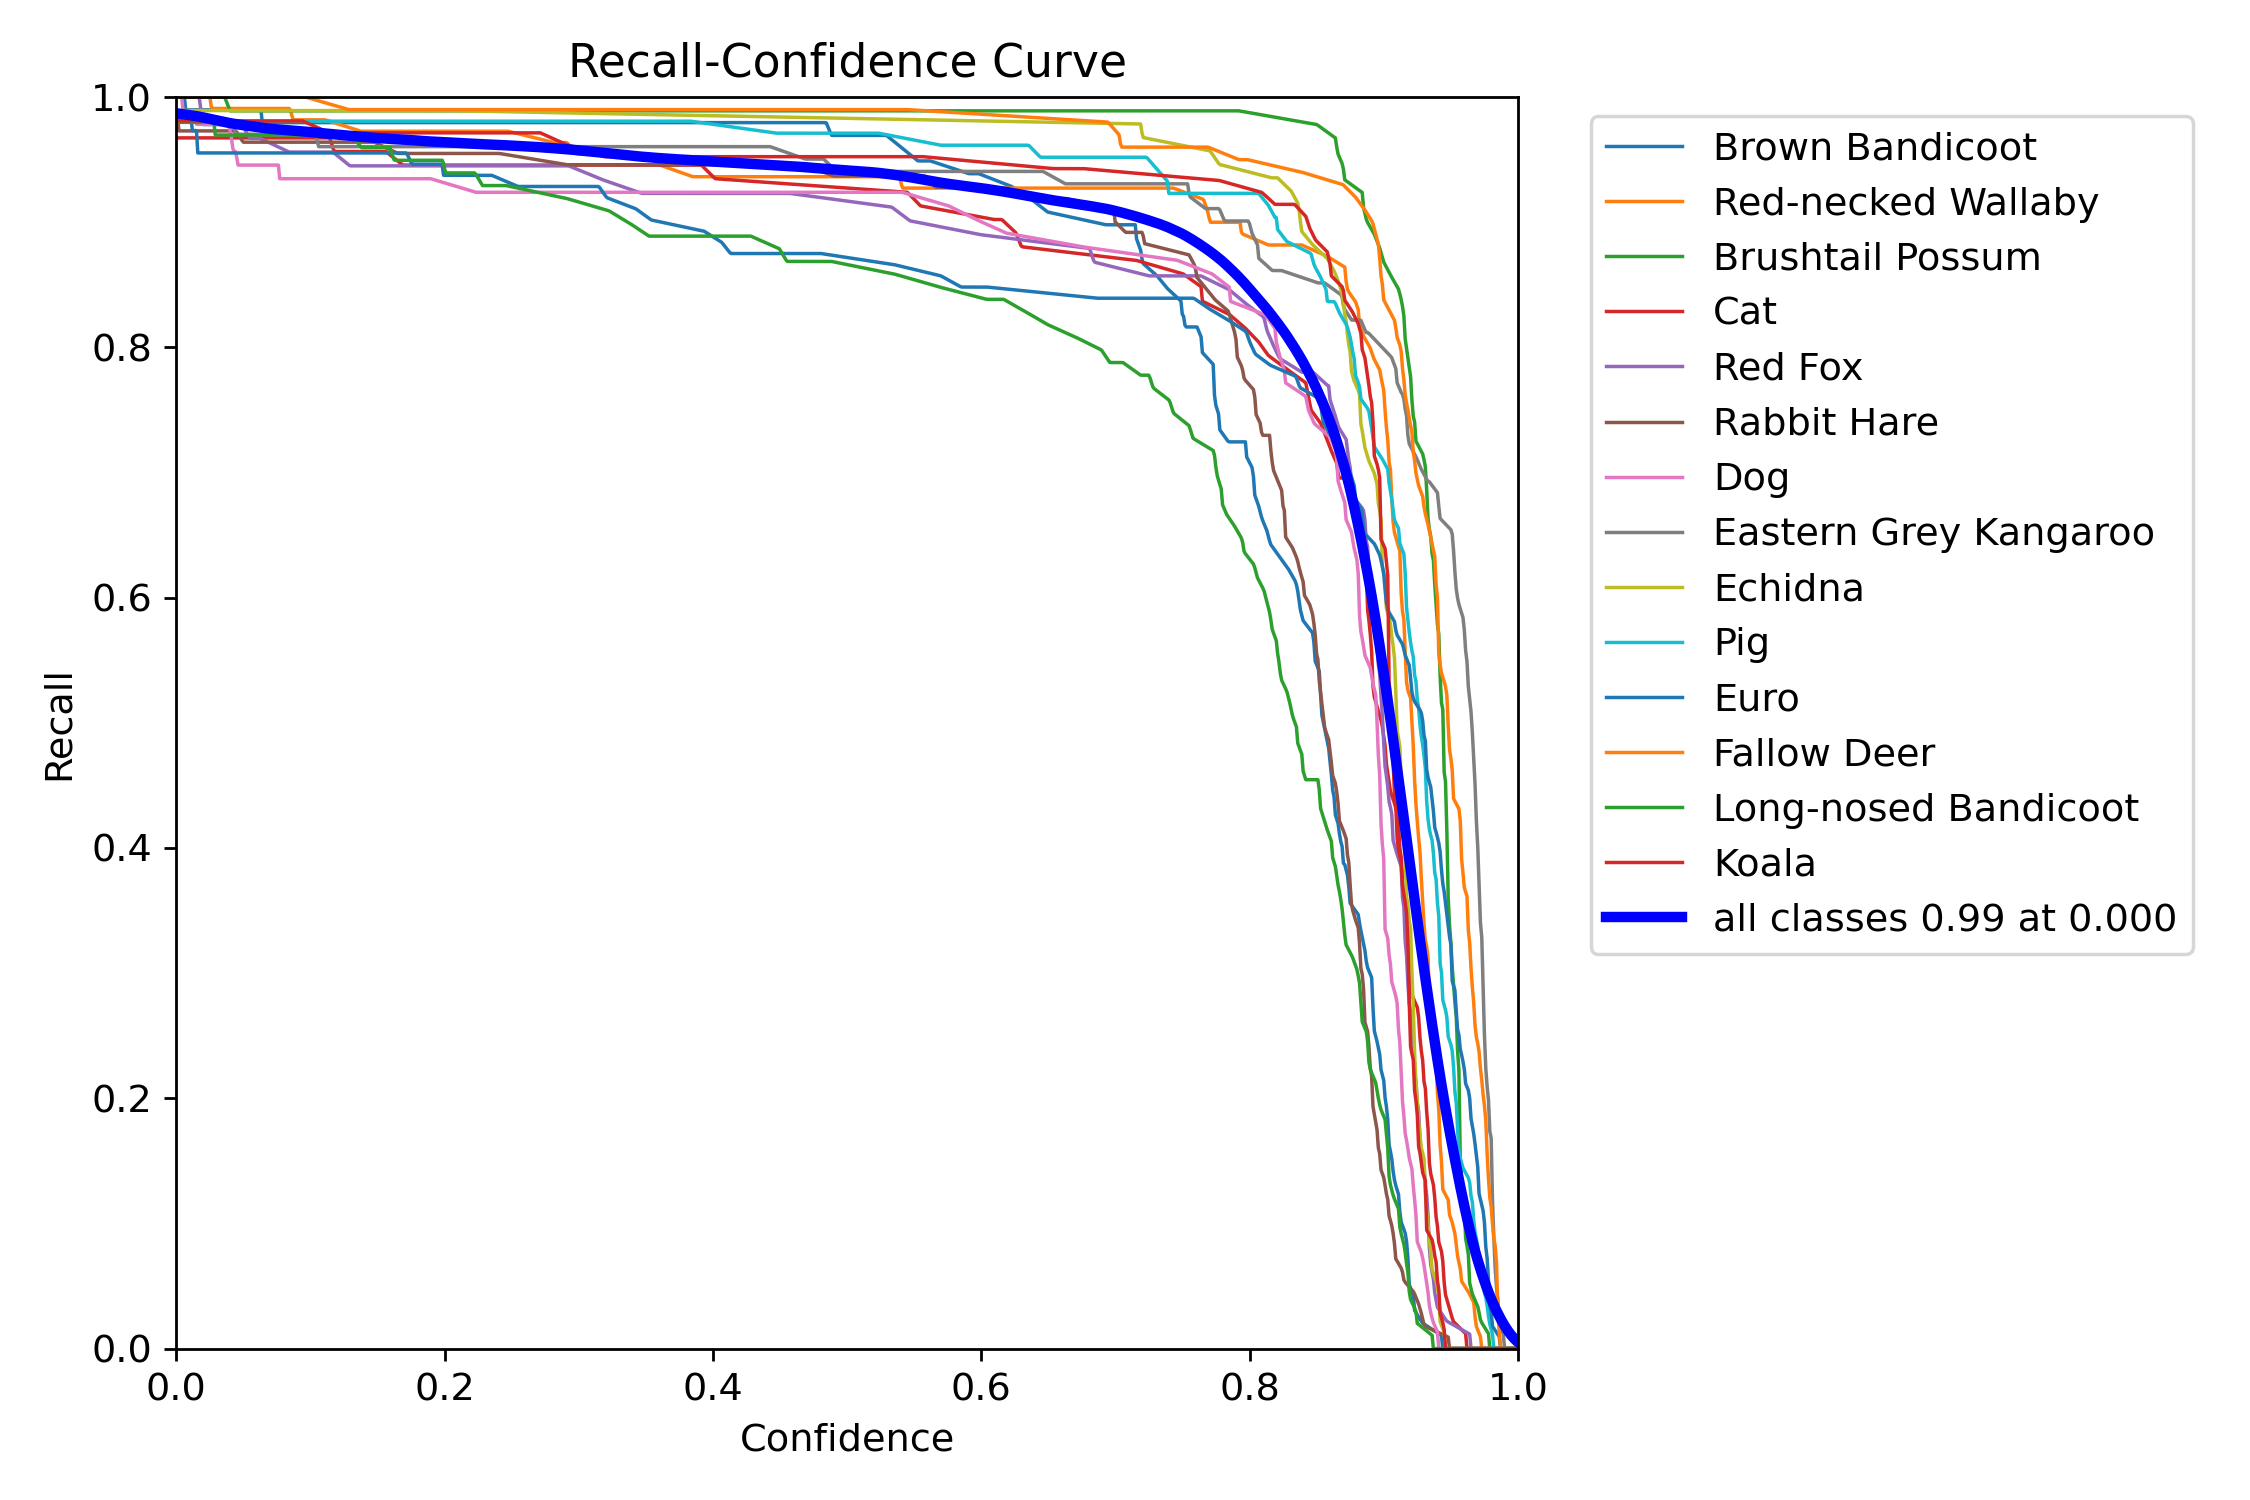 Recall-Confidence Curve
1.0
0.8
0.6
0.4
0.2
0.0
Recall
0.0 0.2 0.4 0.6 0.8 1.0
Confidence
Brown Bandicoot
Red-necked Wallaby
Brushtail Possum
Cat
Red Fox
Rabbit Hare
Dog
Eastern Grey Kangaroo
Echidna
Pig
Euro
Fallow Deer
Long-nosed Bandicoot
Koala
all classes 0.99 at 0.000